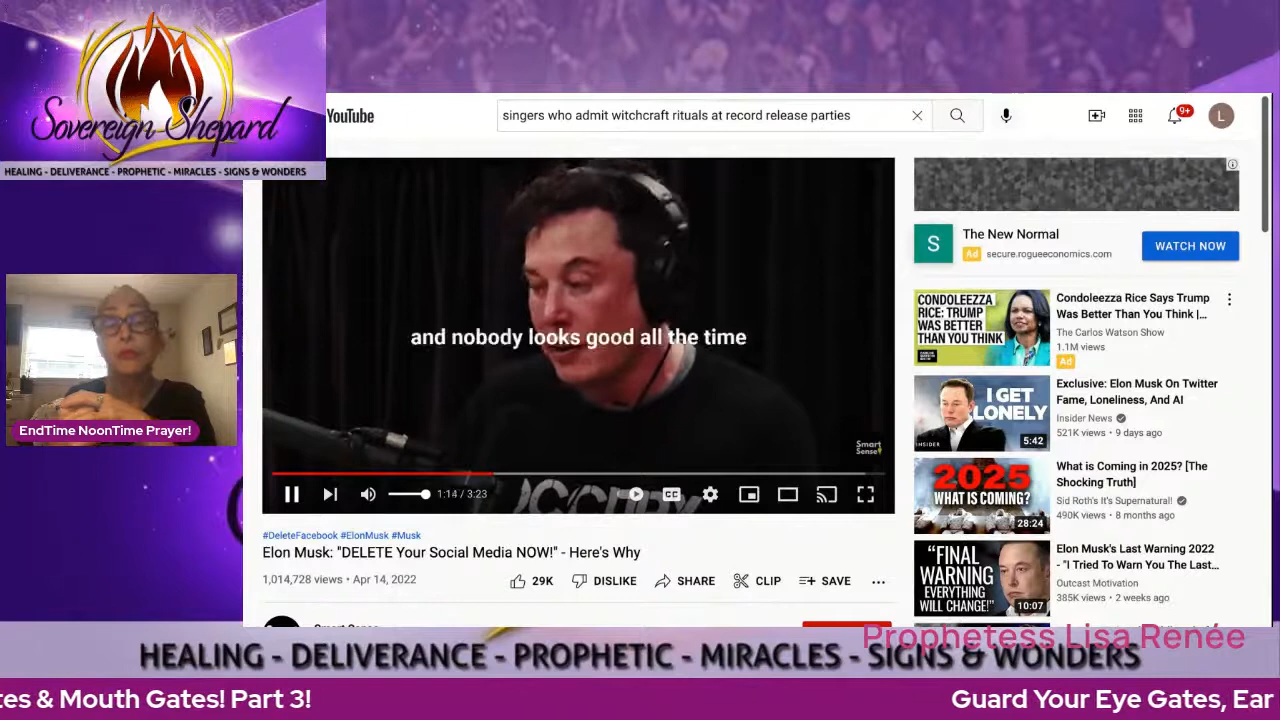 Sovereign Shepard
HEALING - DELIVERANCE - PROPHETIC - MIRACLES - SIGNS & WONDERS
YouTube
singers who admit witchcraft rituals at record release parties
9+
L
and nobody looks good all the time
Smart
Sense
1:14 / 3:23
CC
#DeleteFacebook #ElonMusk #Musk
Elon Musk: "DELETE Your Social Media NOW!" - Here's Why
1,014,728 views • Apr 14, 2022
29K
DISLIKE
SHARE
CLIP
SAVE
S
The New Normal
Ad
secure.rogueeconomics.com
WATCH NOW
CONDOLEEZZA
RICE: TRUMP
WAS BETTER
THAN YOU
THINK
Condoleezza Rice Says Trump
Was Better Than You Think |...
The Carlos Watson Show
1.1M views
Ad
I GET
LONELY
INSIDER
5:42
Exclusive: Elon Musk On Twitter
Fame, Loneliness, And AI
Insider News
521K views • 9 days ago
2025
WHAT IS COMING?
28:24
What is Coming in 2025? [The
Shocking Truth]
Sid Roth's It's Supernatural!
490K views • 8 months ago
"FINAL
WARNING
EVERYTHING
WILL CHANGE!"
10:07
Elon Musk's Last Warning 2022
- "I Tried To Warn You The Last...
Outcast Motivation
385K views • 2 weeks ago
EndTime NoonTime Prayer!
Prophetess Lisa Renée
HEALING - DELIVERANCE - PROPHETIC - MIRACLES - SIGNS & WONDERS
tes & Mouth Gates! Part 3!
Guard Your Eye Gates, Ear